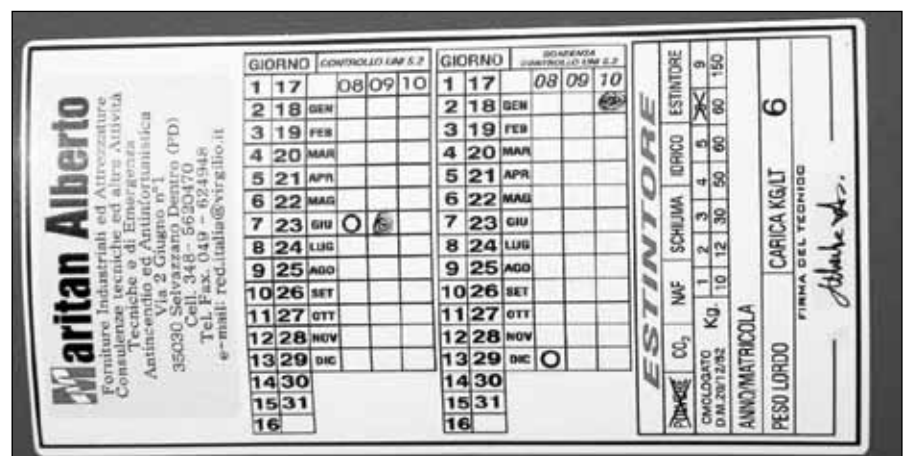 Maritan Alberto
Forniture Industriali ed Attrezzature
Consulenze tecniche ed altre Attività
Tecniche e di Emergenza
Antincendio ed Antinfortunistica
Via 2 Giugno n°1
35030 Selvazzano Dentro (PD)
Cell. 348 - 5620470
Tel. Fax. 049 - 624948
e-mail: red.italia@virgilio.it
GIORNO CONTROLLO UNI 9.2
1 17 08 09 10
2 18 GEN
3 19 FEB
4 20 MAR
5 21 APR
6 22 MAG
7 23 GIU
8 24 LUG
9 25 AGO
10 26 SET
11 27 OTT
12 28 NOV
13 29 DIC
14 30
15 31
16
GIORNO SCADENZA CONTROLLO UNI 9.2
1 17 08 09 10
2 18 GEN
3 19 FEB
4 20 MAR
5 21 APR
6 22 MAG
7 23 GIU
8 24 LUG
9 25 AGO
10 26 SET
11 27 OTT
12 28 NOV
13 29 DIC
14 30
15 31
16
ESTINTORE
POLVERE CO₂ NAF SCHIUMA IDRICO ESTINTORE
OMOLOGATO D.M. 20/12/82 Kg. 1 2 3 4 5 6 9
10 12 30 50 60 60 150
ANNO/MATRICOLA
PESO LORDO CARICA KG/LT 6
FIRMA DEL TECNICO